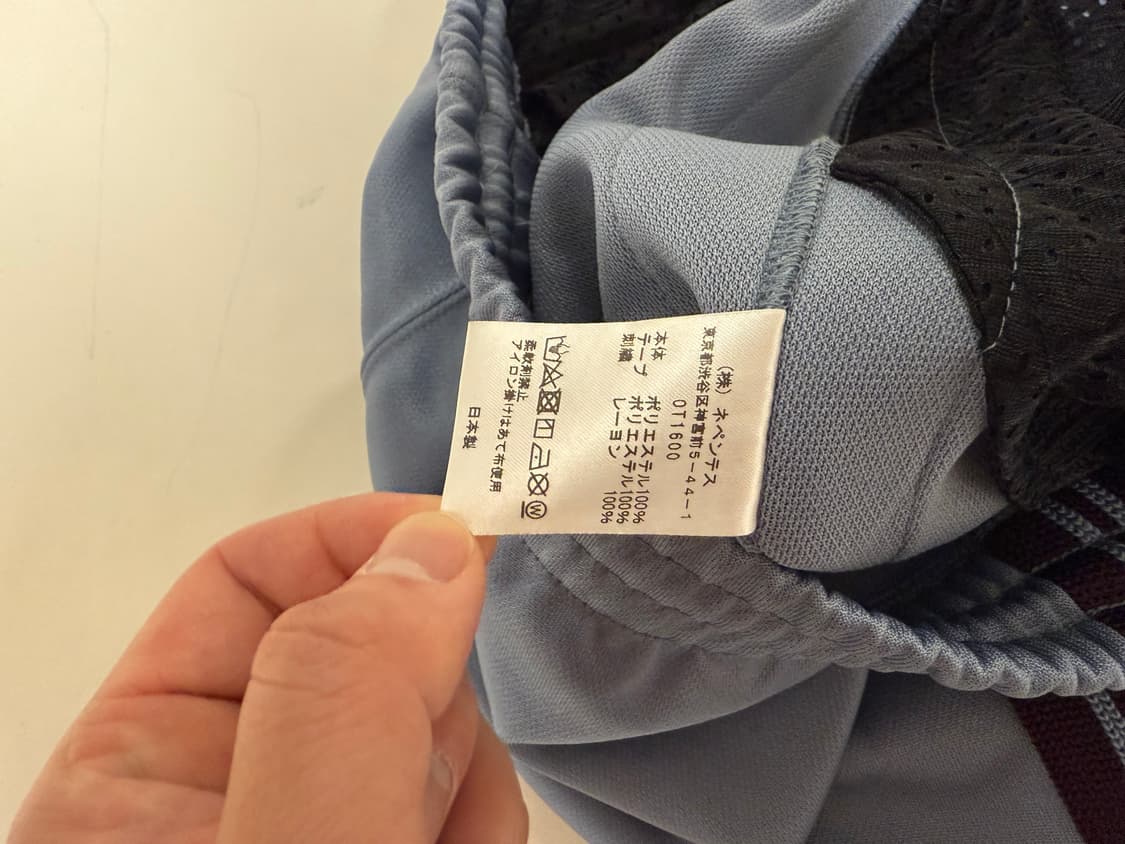 (株) ネペンテス
東京都渋谷区神宮前5-44-1
OT1600
本体 ポリエステル100%
テープ ポリエステル100%
刺繍 レーヨン 100%
W
柔軟剤禁止
アイロン掛けはあて布使用
日本製